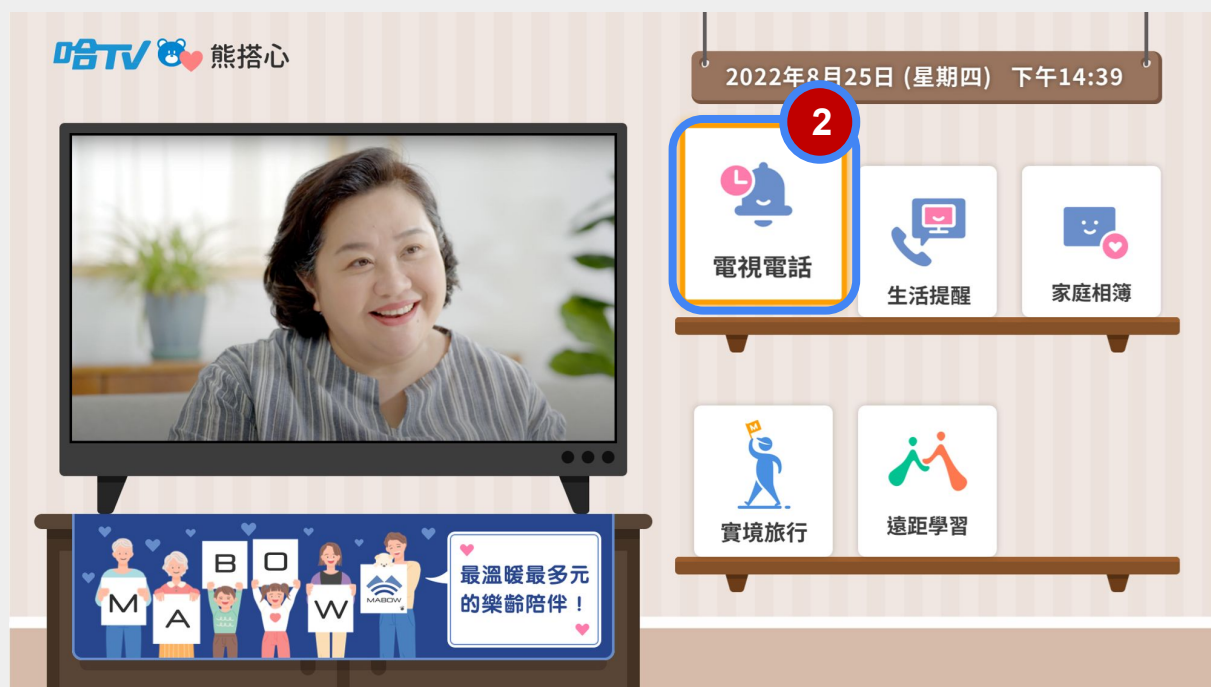 哈TV 熊搭心
2022年8月25日 (星期四) 下午14:39
2
電視電話
生活提醒
家庭相簿
實境旅行
遠距學習
M A B O W
MABOW
最溫暖最多元
的樂齡陪伴！